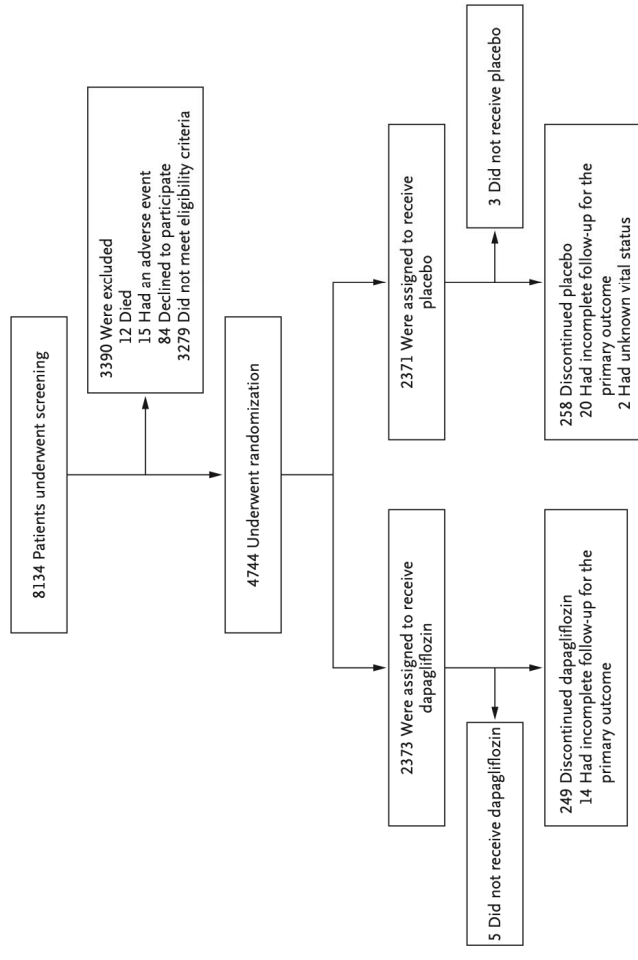 8134 Patients underwent screening
3390 Were excluded
12 Died
15 Had an adverse event
84 Declined to participate
3279 Did not meet eligibility criteria
4744 Underwent randomization
2373 Were assigned to receive
dapagliflozin
2371 Were assigned to receive
placebo
5 Did not receive dapagliflozin
3 Did not receive placebo
249 Discontinued dapagliflozin
14 Had incomplete follow-up for the
primary outcome
258 Discontinued placebo
20 Had incomplete follow-up for the
primary outcome
2 Had unknown vital status